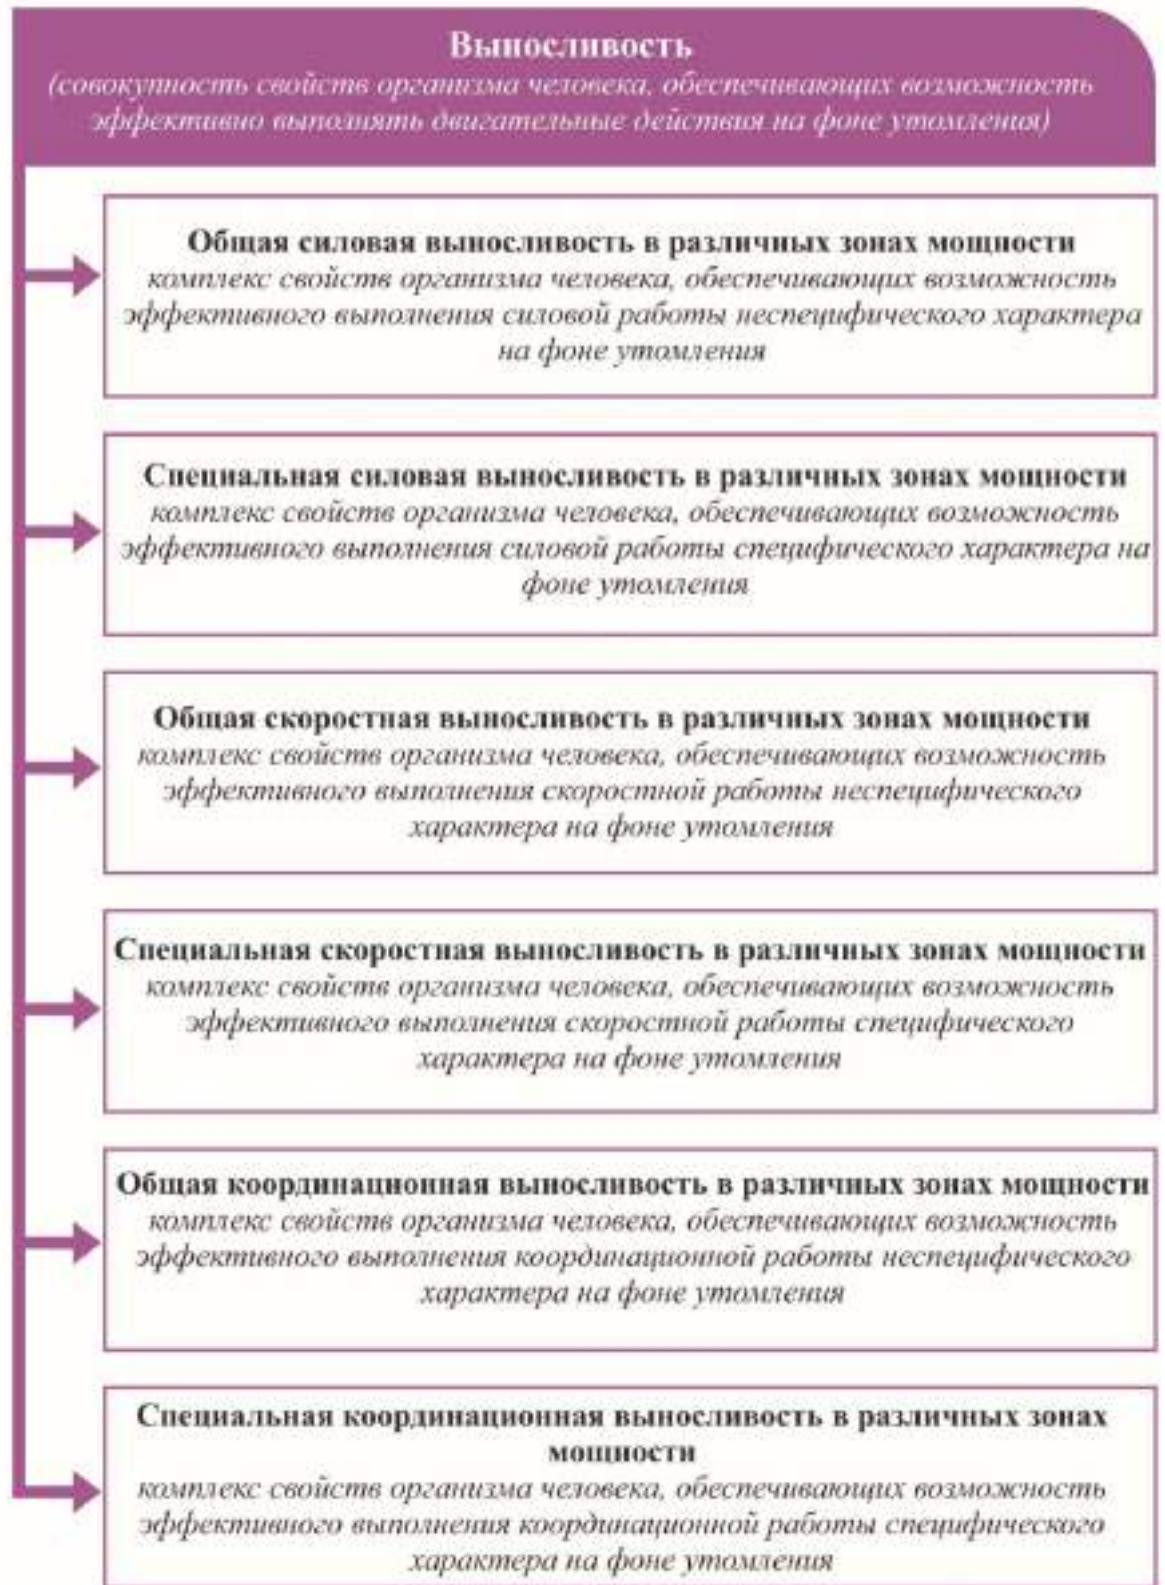 Выносливость
(совокупность свойств организма человека, обеспечивающих возможность
эффективно выполнять двигательные действия на фоне утомления)
Общая силовая выносливость в различных зонах мощности
комплекс свойств организма человека, обеспечивающих возможность
эффективного выполнения силовой работы неспецифического характера
на фоне утомления
Специальная силовая выносливость в различных зонах мощности
комплекс свойств организма человека, обеспечивающих возможность
эффективного выполнения силовой работы специфического характера на
фоне утомления
Общая скоростная выносливость в различных зонах мощности
комплекс свойств организма человека, обеспечивающих возможность
эффективного выполнения скоростной работы неспецифического
характера на фоне утомления
Специальная скоростная выносливость в различных зонах мощности
комплекс свойств организма человека, обеспечивающих возможность
эффективного выполнения скоростной работы специфического
характера на фоне утомления
Общая координационная выносливость в различных зонах мощности
комплекс свойств организма человека, обеспечивающих возможность
эффективного выполнения координационной работы неспецифического
характера на фоне утомления
Специальная координационная выносливость в различных зонах
мощности
комплекс свойств организма человека, обеспечивающих возможность
эффективного выполнения координационной работы специфического
характера на фоне утомления